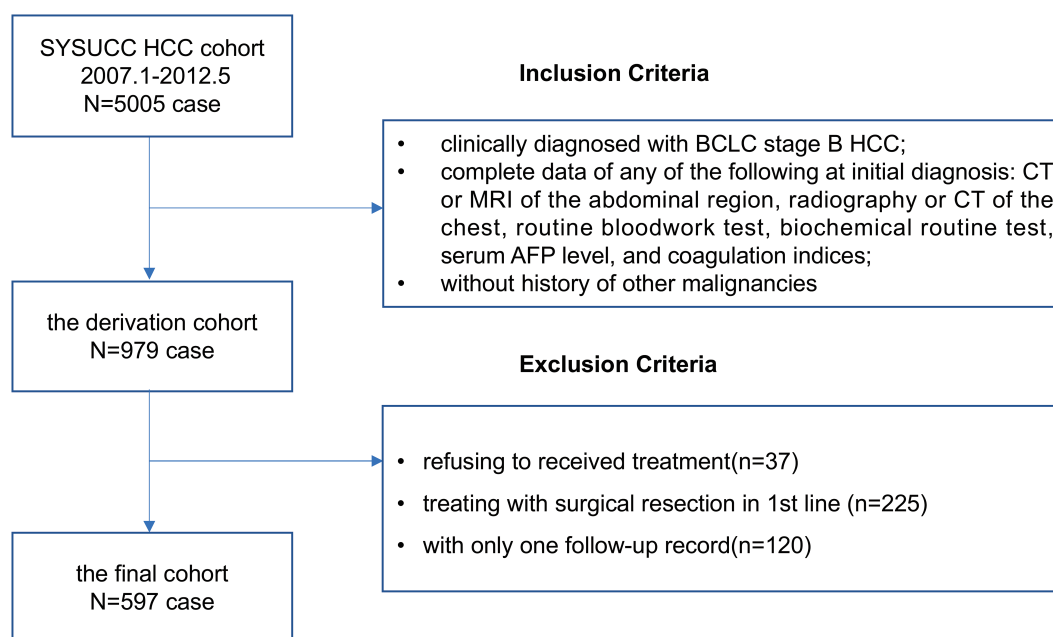 SYSUCC HCC cohort
2007.1-2012.5
N=5005 case
Inclusion Criteria
• clinically diagnosed with BCLC stage B HCC;
• complete data of any of the following at initial diagnosis: CT
or MRI of the abdominal region, radiography or CT of the
chest, routine bloodwork test, biochemical routine test,
serum AFP level, and coagulation indices;
• without history of other malignancies
the derivation cohort
N=979 case
Exclusion Criteria
• refusing to received treatment(n=37)
• treating with surgical resection in 1st line (n=225)
• with only one follow-up record(n=120)
the final cohort
N=597 case